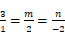 3/1 = m/2 = n/-2